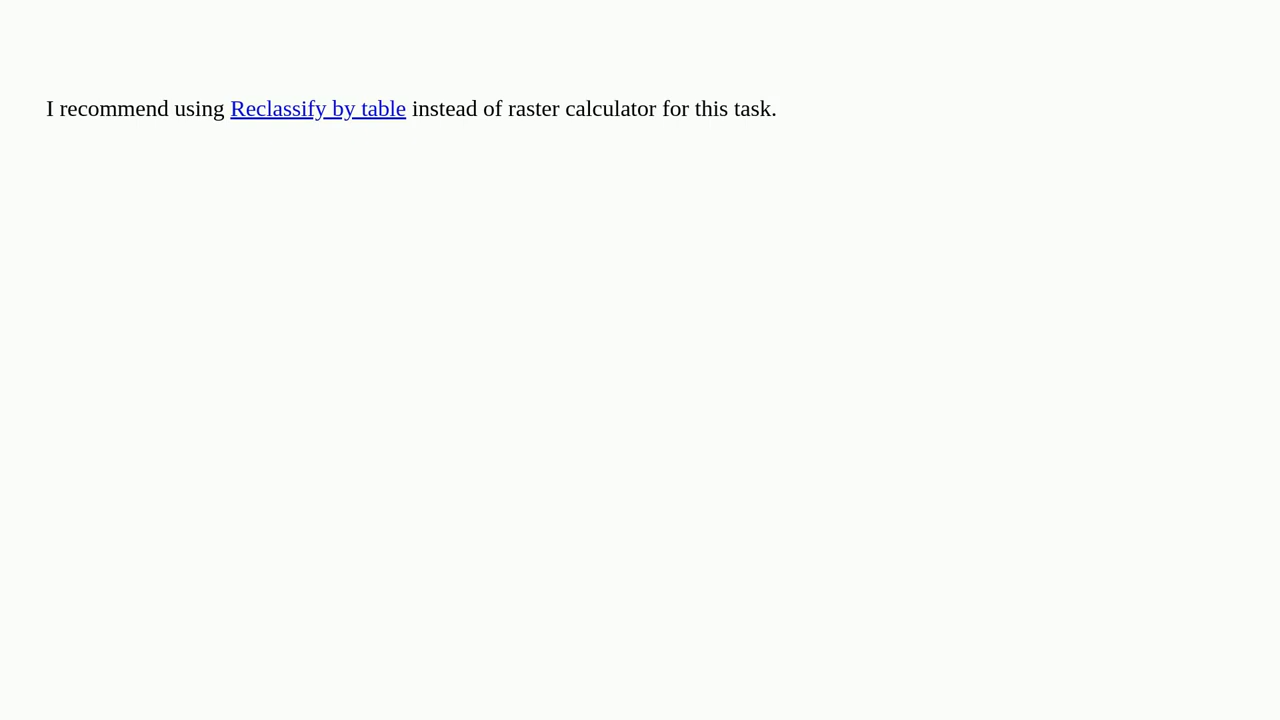 I recommend using Reclassify by table instead of raster calculator for this task.